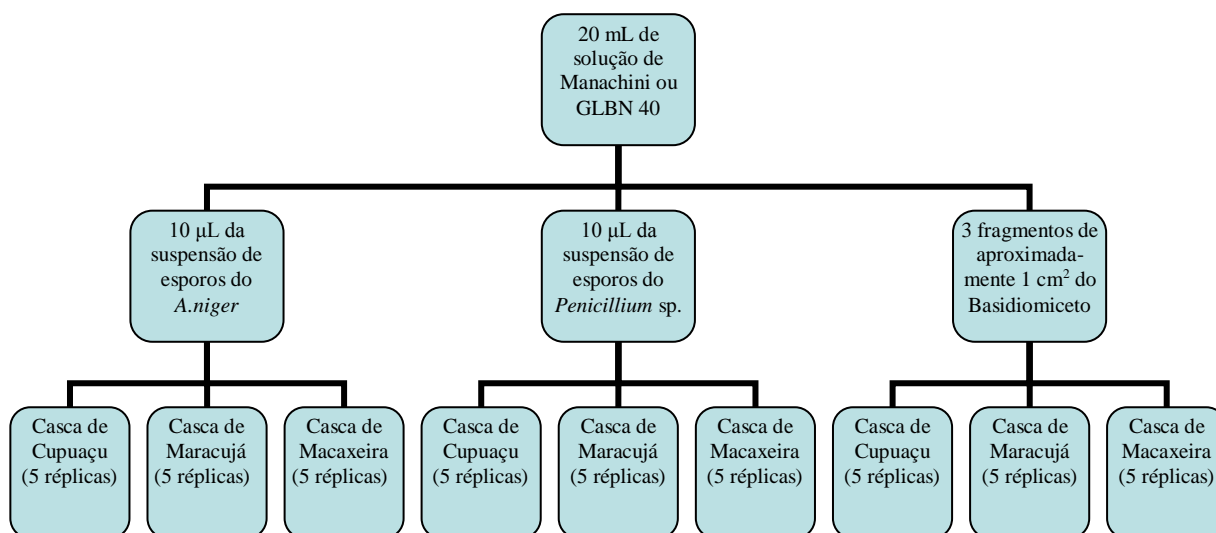 20 mL de
solução de
Manachini ou
GLBN 40
10 µL da
suspensão de
esporos do
A.niger
10 µL da
suspensão de
esporos do
Penicillium sp.
3 fragmentos de
aproximada-
mente 1 cm² do
Basidiomiceto
Casca de
Cupuaçu
(5 réplicas)
Casca de
Maracujá
(5 réplicas)
Casca de
Macaxeira
(5 réplicas)
Casca de
Cupuaçu
(5 réplicas)
Casca de
Maracujá
(5 réplicas)
Casca de
Macaxeira
(5 réplicas)
Casca de
Cupuaçu
(5 réplicas)
Casca de
Maracujá
(5 réplicas)
Casca de
Macaxeira
(5 réplicas)